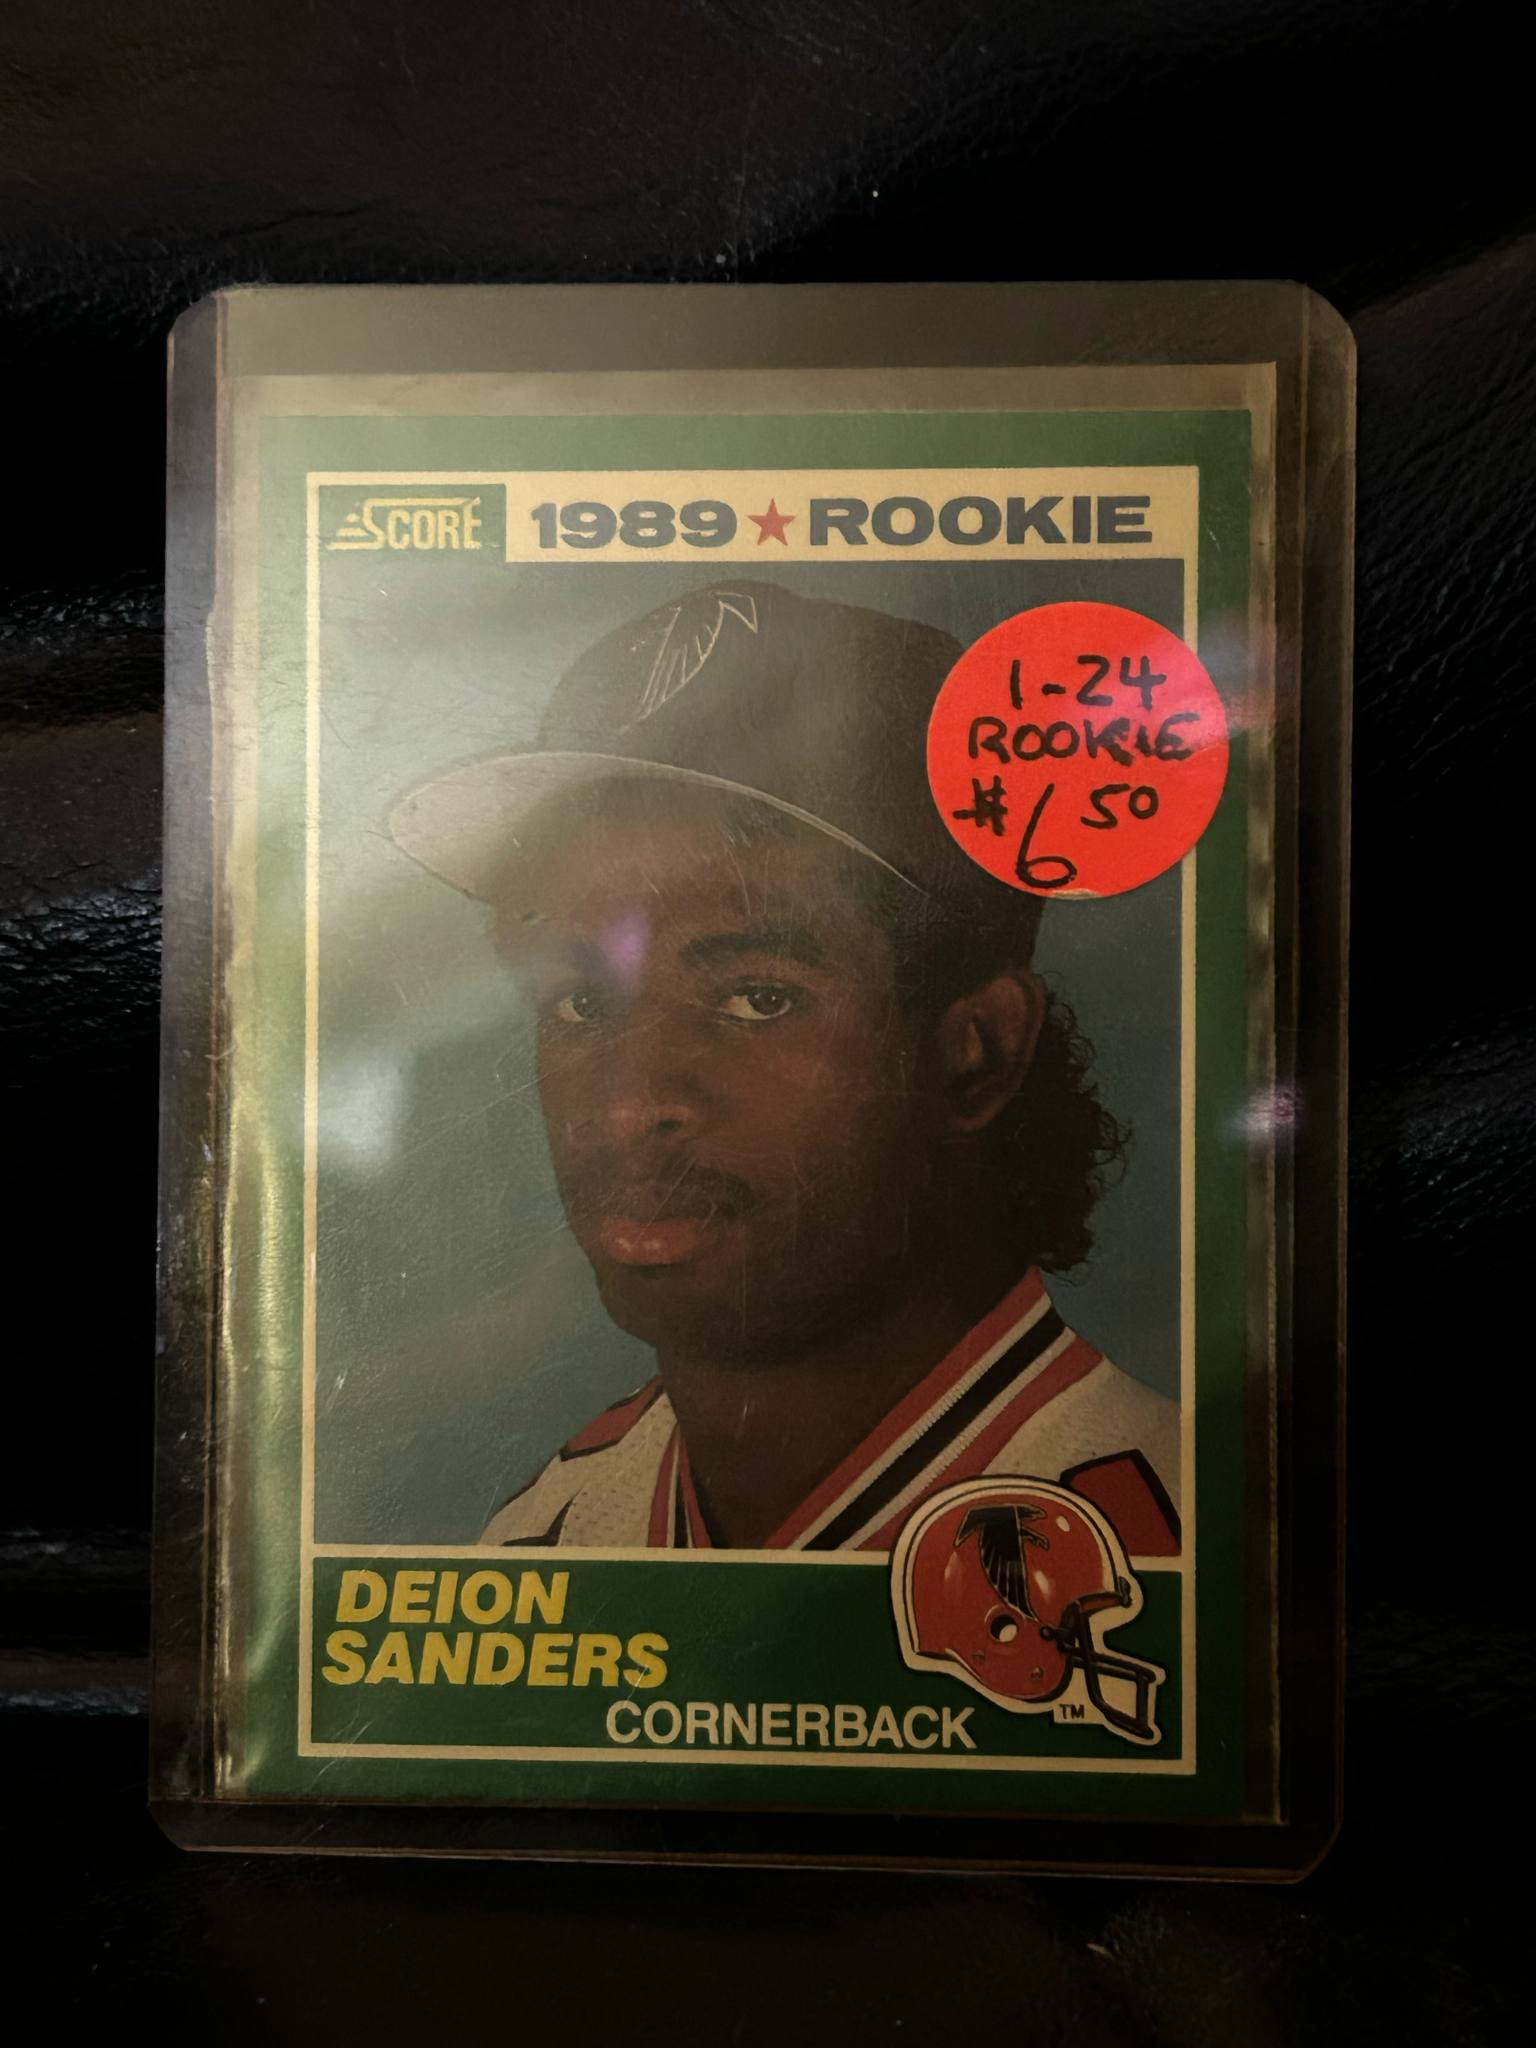 SCORE 1989 ★ ROOKIE
1-24
ROOKIE
$6 50
DEION
SANDERS
CORNERBACK
TM